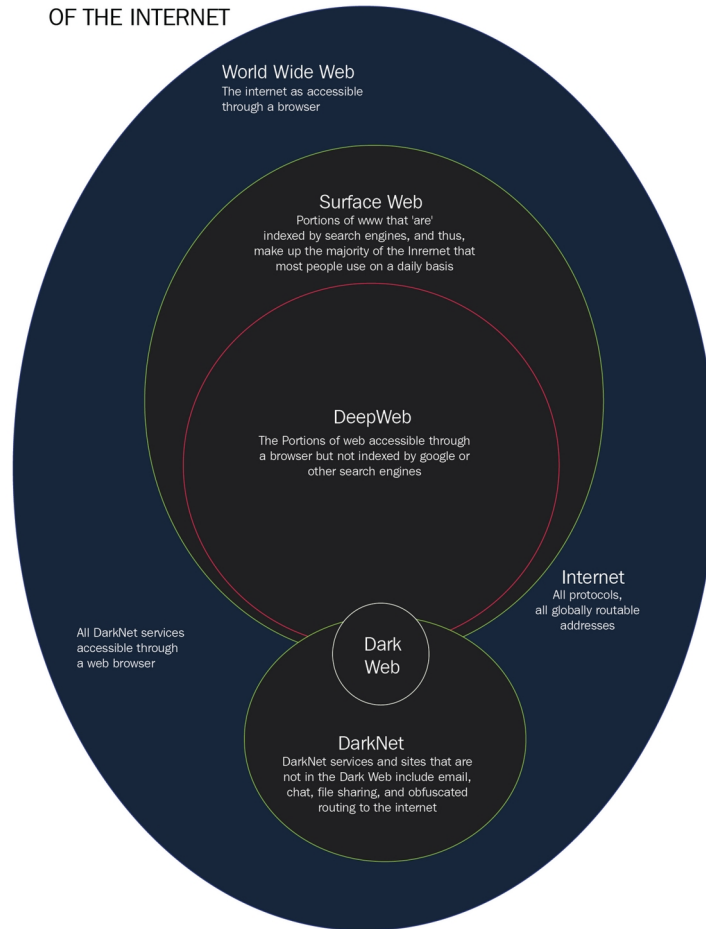 OF THE INTERNET
World Wide Web
The internet as accessible
through a browser
Surface Web
Portions of www that 'are'
indexed by search engines, and thus,
make up the majority of the Inrernet that
most people use on a daily basis
DeepWeb
The Portions of web accessible through
a browser but not indexed by google or
other search engines
Internet
All protocols,
all globally routable
addresses
All DarkNet services
accessible through
a web browser
Dark
Web
DarkNet
DarkNet services and sites that are
not in the Dark Web include email,
chat, file sharing, and obfuscated
routing to the internet